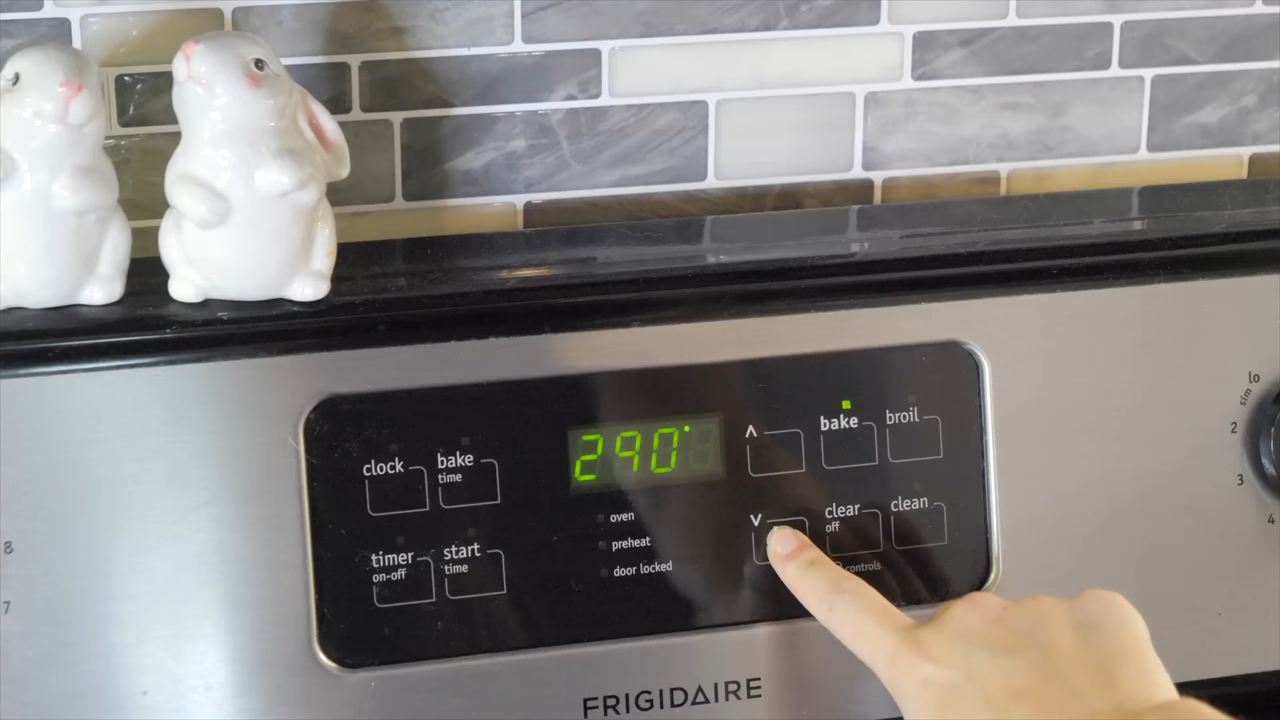 290°
clock
bake
time
timer
on-off
start
time
oven
preheat
door locked
^
bake
broil
v
clear
off
clean
controls
FRIGIDAIRE
8
7
lo
sim
2
3
4